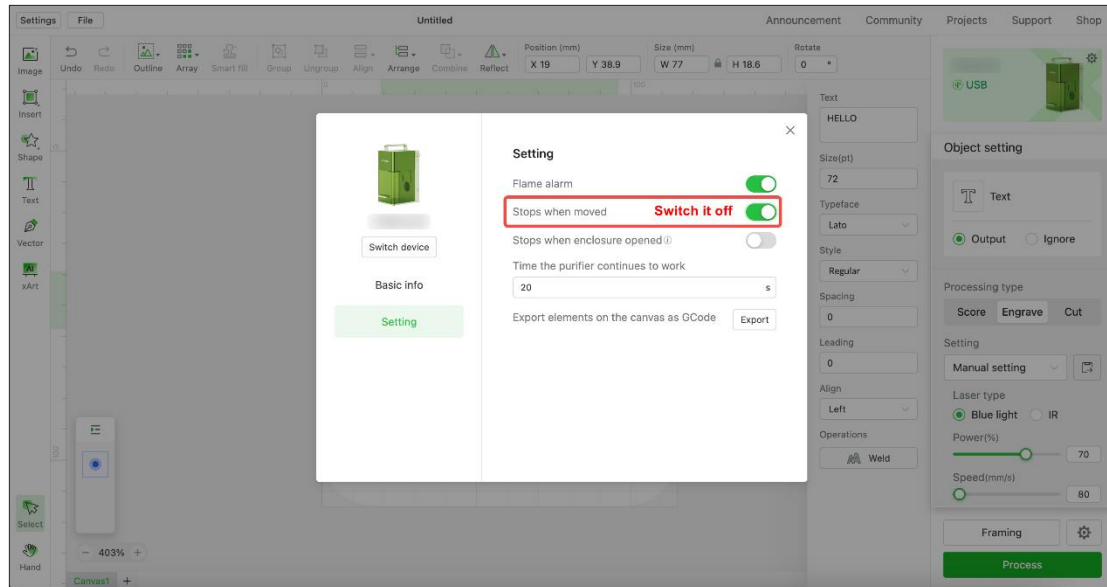 Settings File Untitled Announcement Community Projects Support Shop
Image Undo Redo Outline Array Smart fill Group Ungroup Align Arrange Combine Reflect
Position (mm) Size (mm) Rotate
X 19 Y 38.9 W 77 H 18.6 0 °
USB
Insert
Shape
Text
Vector
xArt
Select
Hand
0
100
100
403%
Canvas1
Switch device
Basic info
Setting
Setting
Flame alarm
Stops when moved Switch it off
Stops when enclosure opened
Time the purifier continues to work
20 s
Export elements on the canvas as GCode Export
Text
HELLO
Size(pt)
72
Typeface
Lato
Style
Regular
Spacing
0
Leading
0
Align
Left
Operations
Weld
Object setting
Text
Output Ignore
Processing type
Score Engrave Cut
Setting
Manual setting
Laser type
Blue light IR
Power(%)
70
Speed(mm/s)
80
Framing
Process